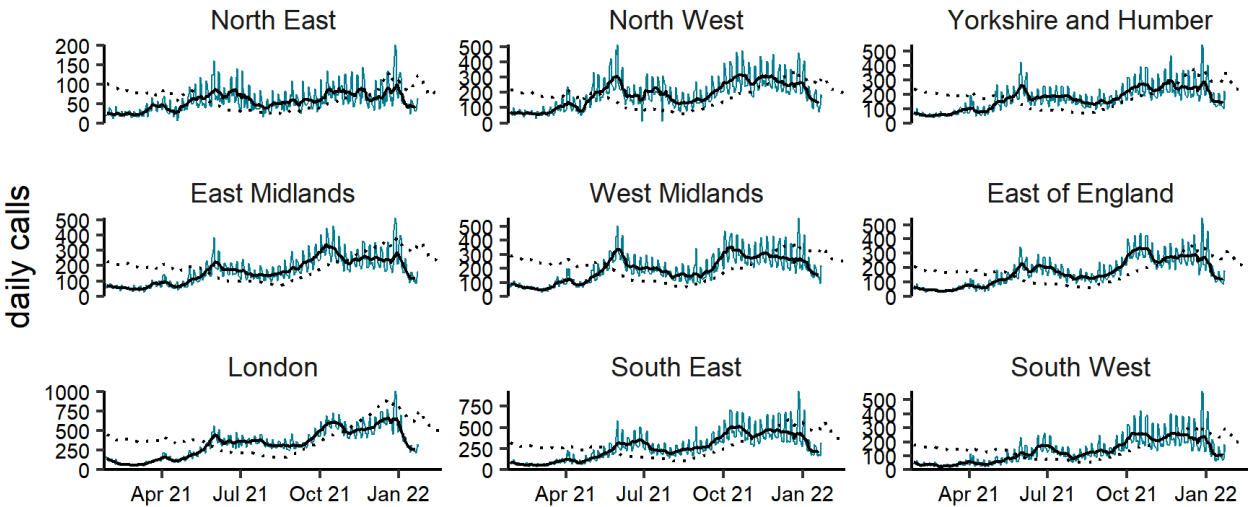 North East North West Yorkshire and Humber
200 500 500
150 400 400
100 300 300
50 200 200
0 100 100
0 0
daily calls
East Midlands West Midlands East of England
500 500 500
400 400 400
300 300 300
200 200 200
100 100 100
0 0 0
London South East South West
1000 750 500
750 500 400
500 250 300
250 0 200
0 100
0
Apr 21 Jul 21 Oct 21 Jan 22 Apr 21 Jul 21 Oct 21 Jan 22 Apr 21 Jul 21 Oct 21 Jan 22